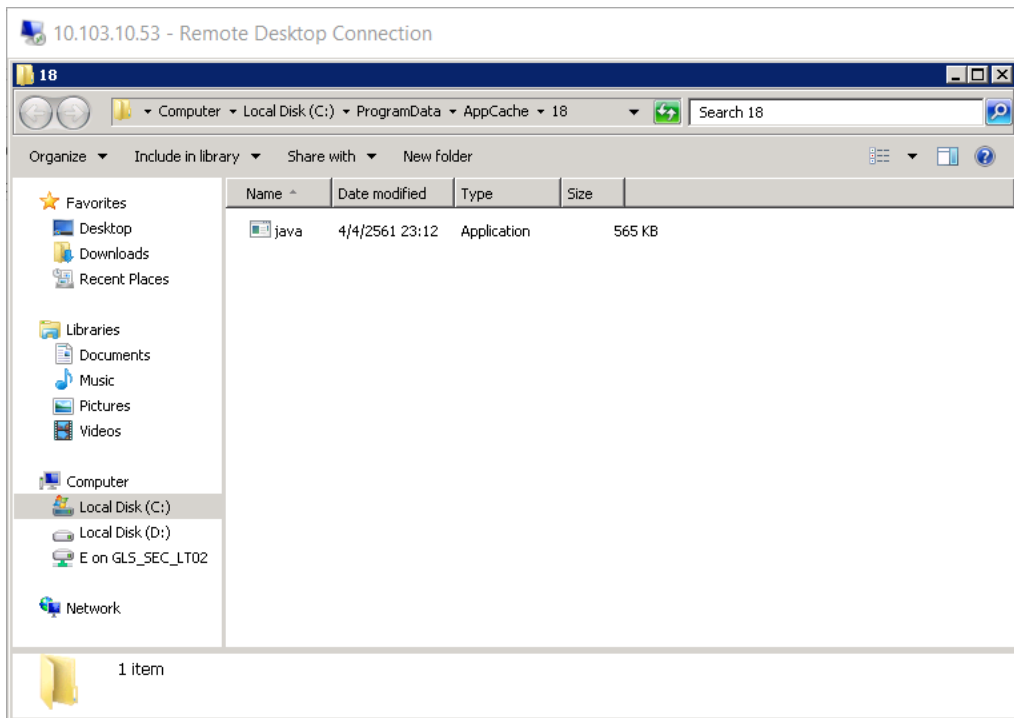 10.103.10.53 - Remote Desktop Connection
18
Computer Local Disk (C:) ProgramData AppCache 18 Search 18
Organize Include in library Share with New folder
Favorites
Desktop
Downloads
Recent Places
Libraries
Documents
Music
Pictures
Videos
Computer
Local Disk (C:)
Local Disk (D:)
E on GLS_SEC_LT02
Network
Name Date modified Type Size
java 4/4/2561 23:12 Application 565 KB
1 item